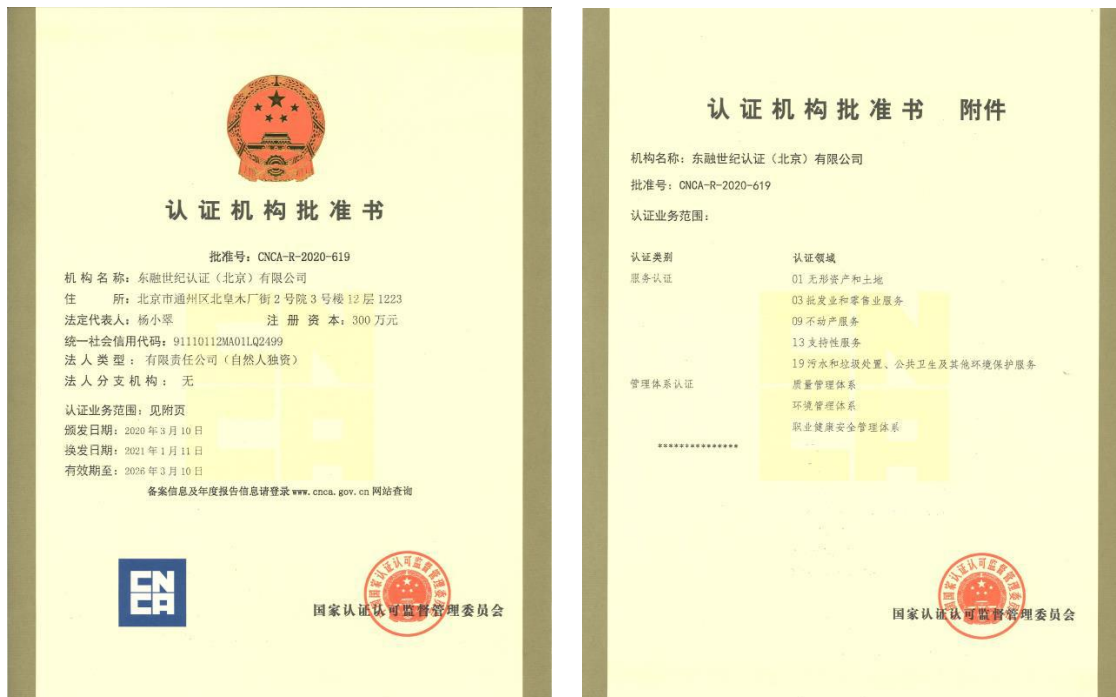 认证机构批准书
批准号：CNCA-R-2020-619
机构名称：东融世纪认证（北京）有限公司
住 所：北京市通州区北皇木厂街2号院3号楼12层1223
法定代表人：杨小翠 注册资本：300万元
统一社会信用代码：91110112MA01LQ2499
法人类型：有限责任公司（自然人独资）
法人分支机构：无
认证业务范围：见附页
颁发日期：2020年3月10日
换发日期：2021年1月11日
有效期至：2026年3月10日
备案信息及年度报告信息请登录www.cnca.gov.cn网站查询
CNCA
国家认证认可监督管理委员会
认证机构批准书 附件
机构名称：东融世纪认证（北京）有限公司
批准号：CNCA-R-2020-619
认证业务范围：
认证类别 认证领域
服务认证 01 无形资产和土地
03 批发业和零售业服务
09 不动产服务
13 支持性服务
19 污水和垃圾处置、公共卫生及其他环境保护服务
管理体系认证 质量管理体系
环境管理体系
职业健康安全管理体系
***************
国家认证认可监督管理委员会